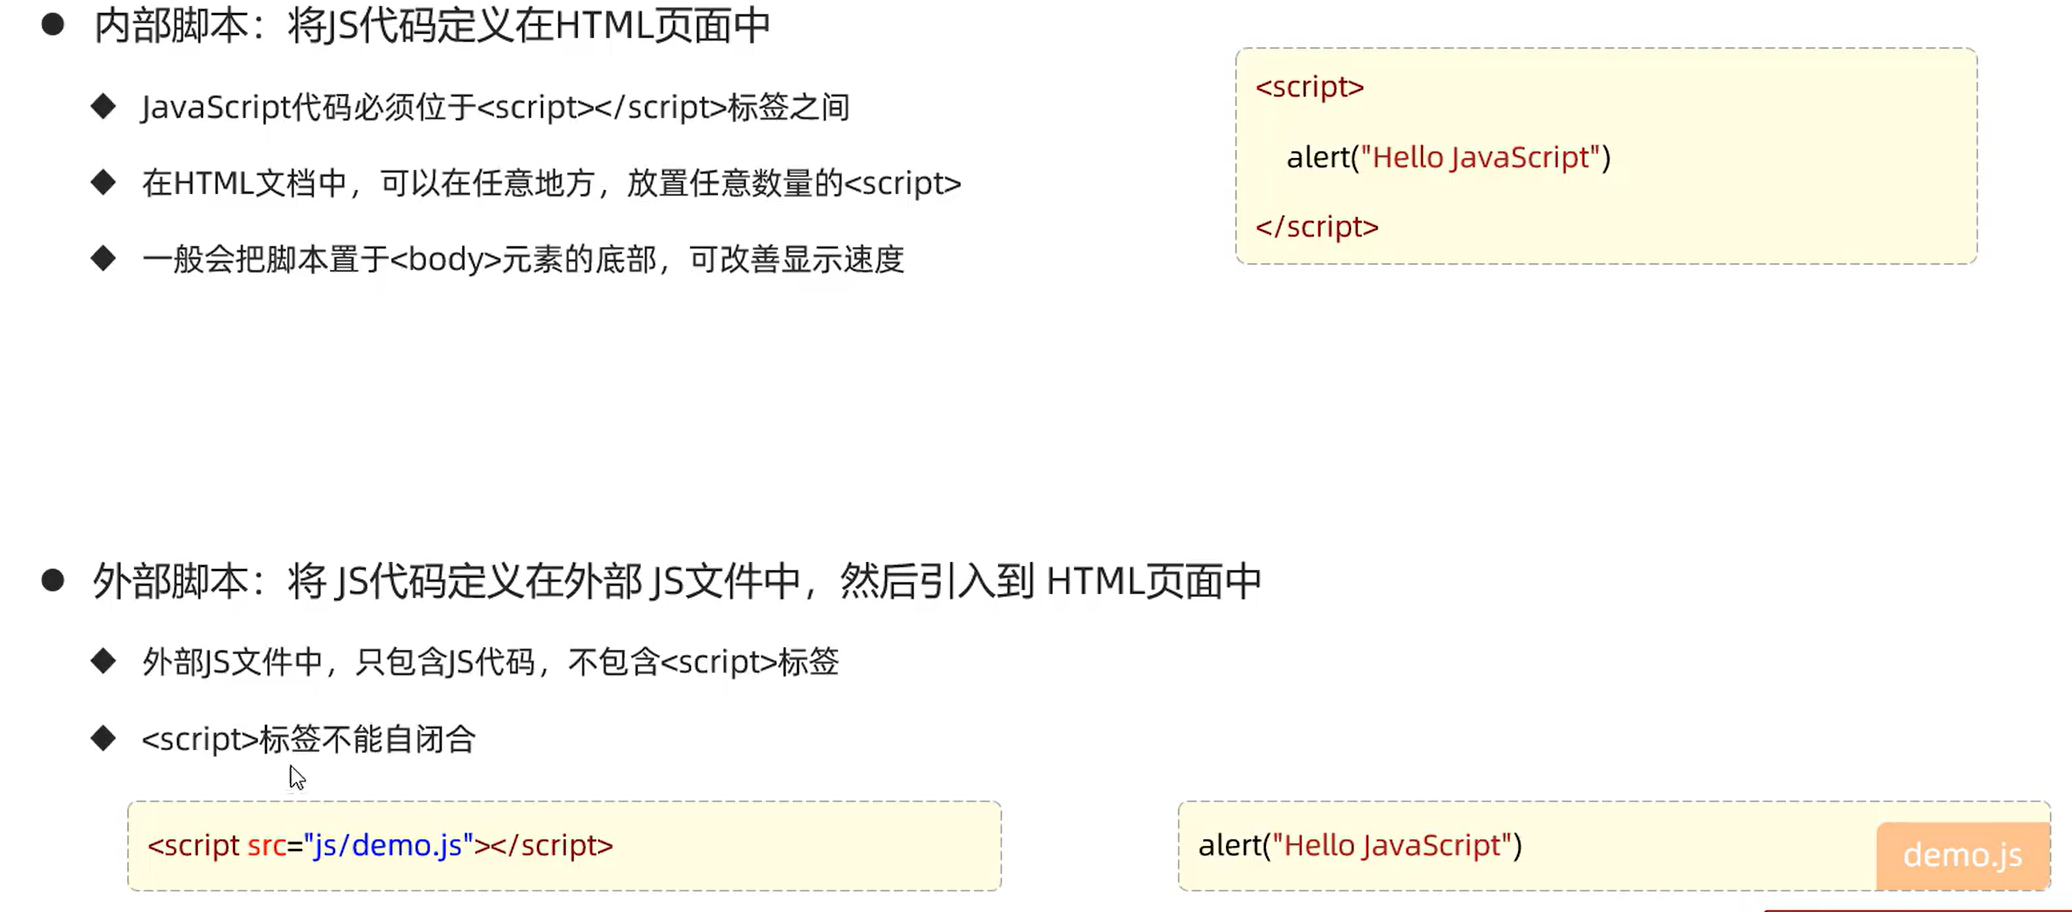 ● 内部脚本：将JS代码定义在HTML页面中
◆ JavaScript代码必须位于<script></script>标签之间
◆ 在HTML文档中，可以在任意地方，放置任意数量的<script>
◆ 一般会把脚本置于<body>元素的底部，可改善显示速度
<script>
alert("Hello JavaScript")
</script>
● 外部脚本：将 JS代码定义在外部 JS文件中，然后引入到 HTML页面中
◆ 外部JS文件中，只包含JS代码，不包含<script>标签
◆ <script>标签不能自闭合
<script src="js/demo.js"></script>
alert("Hello JavaScript")
demo.js